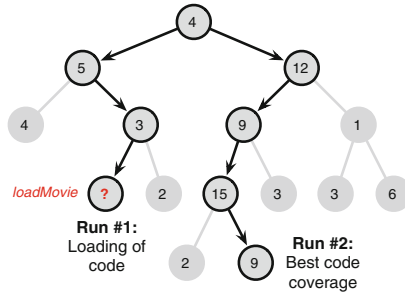 4
5
12
4
3
9
1
loadMovie
?
2
15
3
3
6
Run #1:
Loading of
code
2
9
Run #2:
Best code
coverage